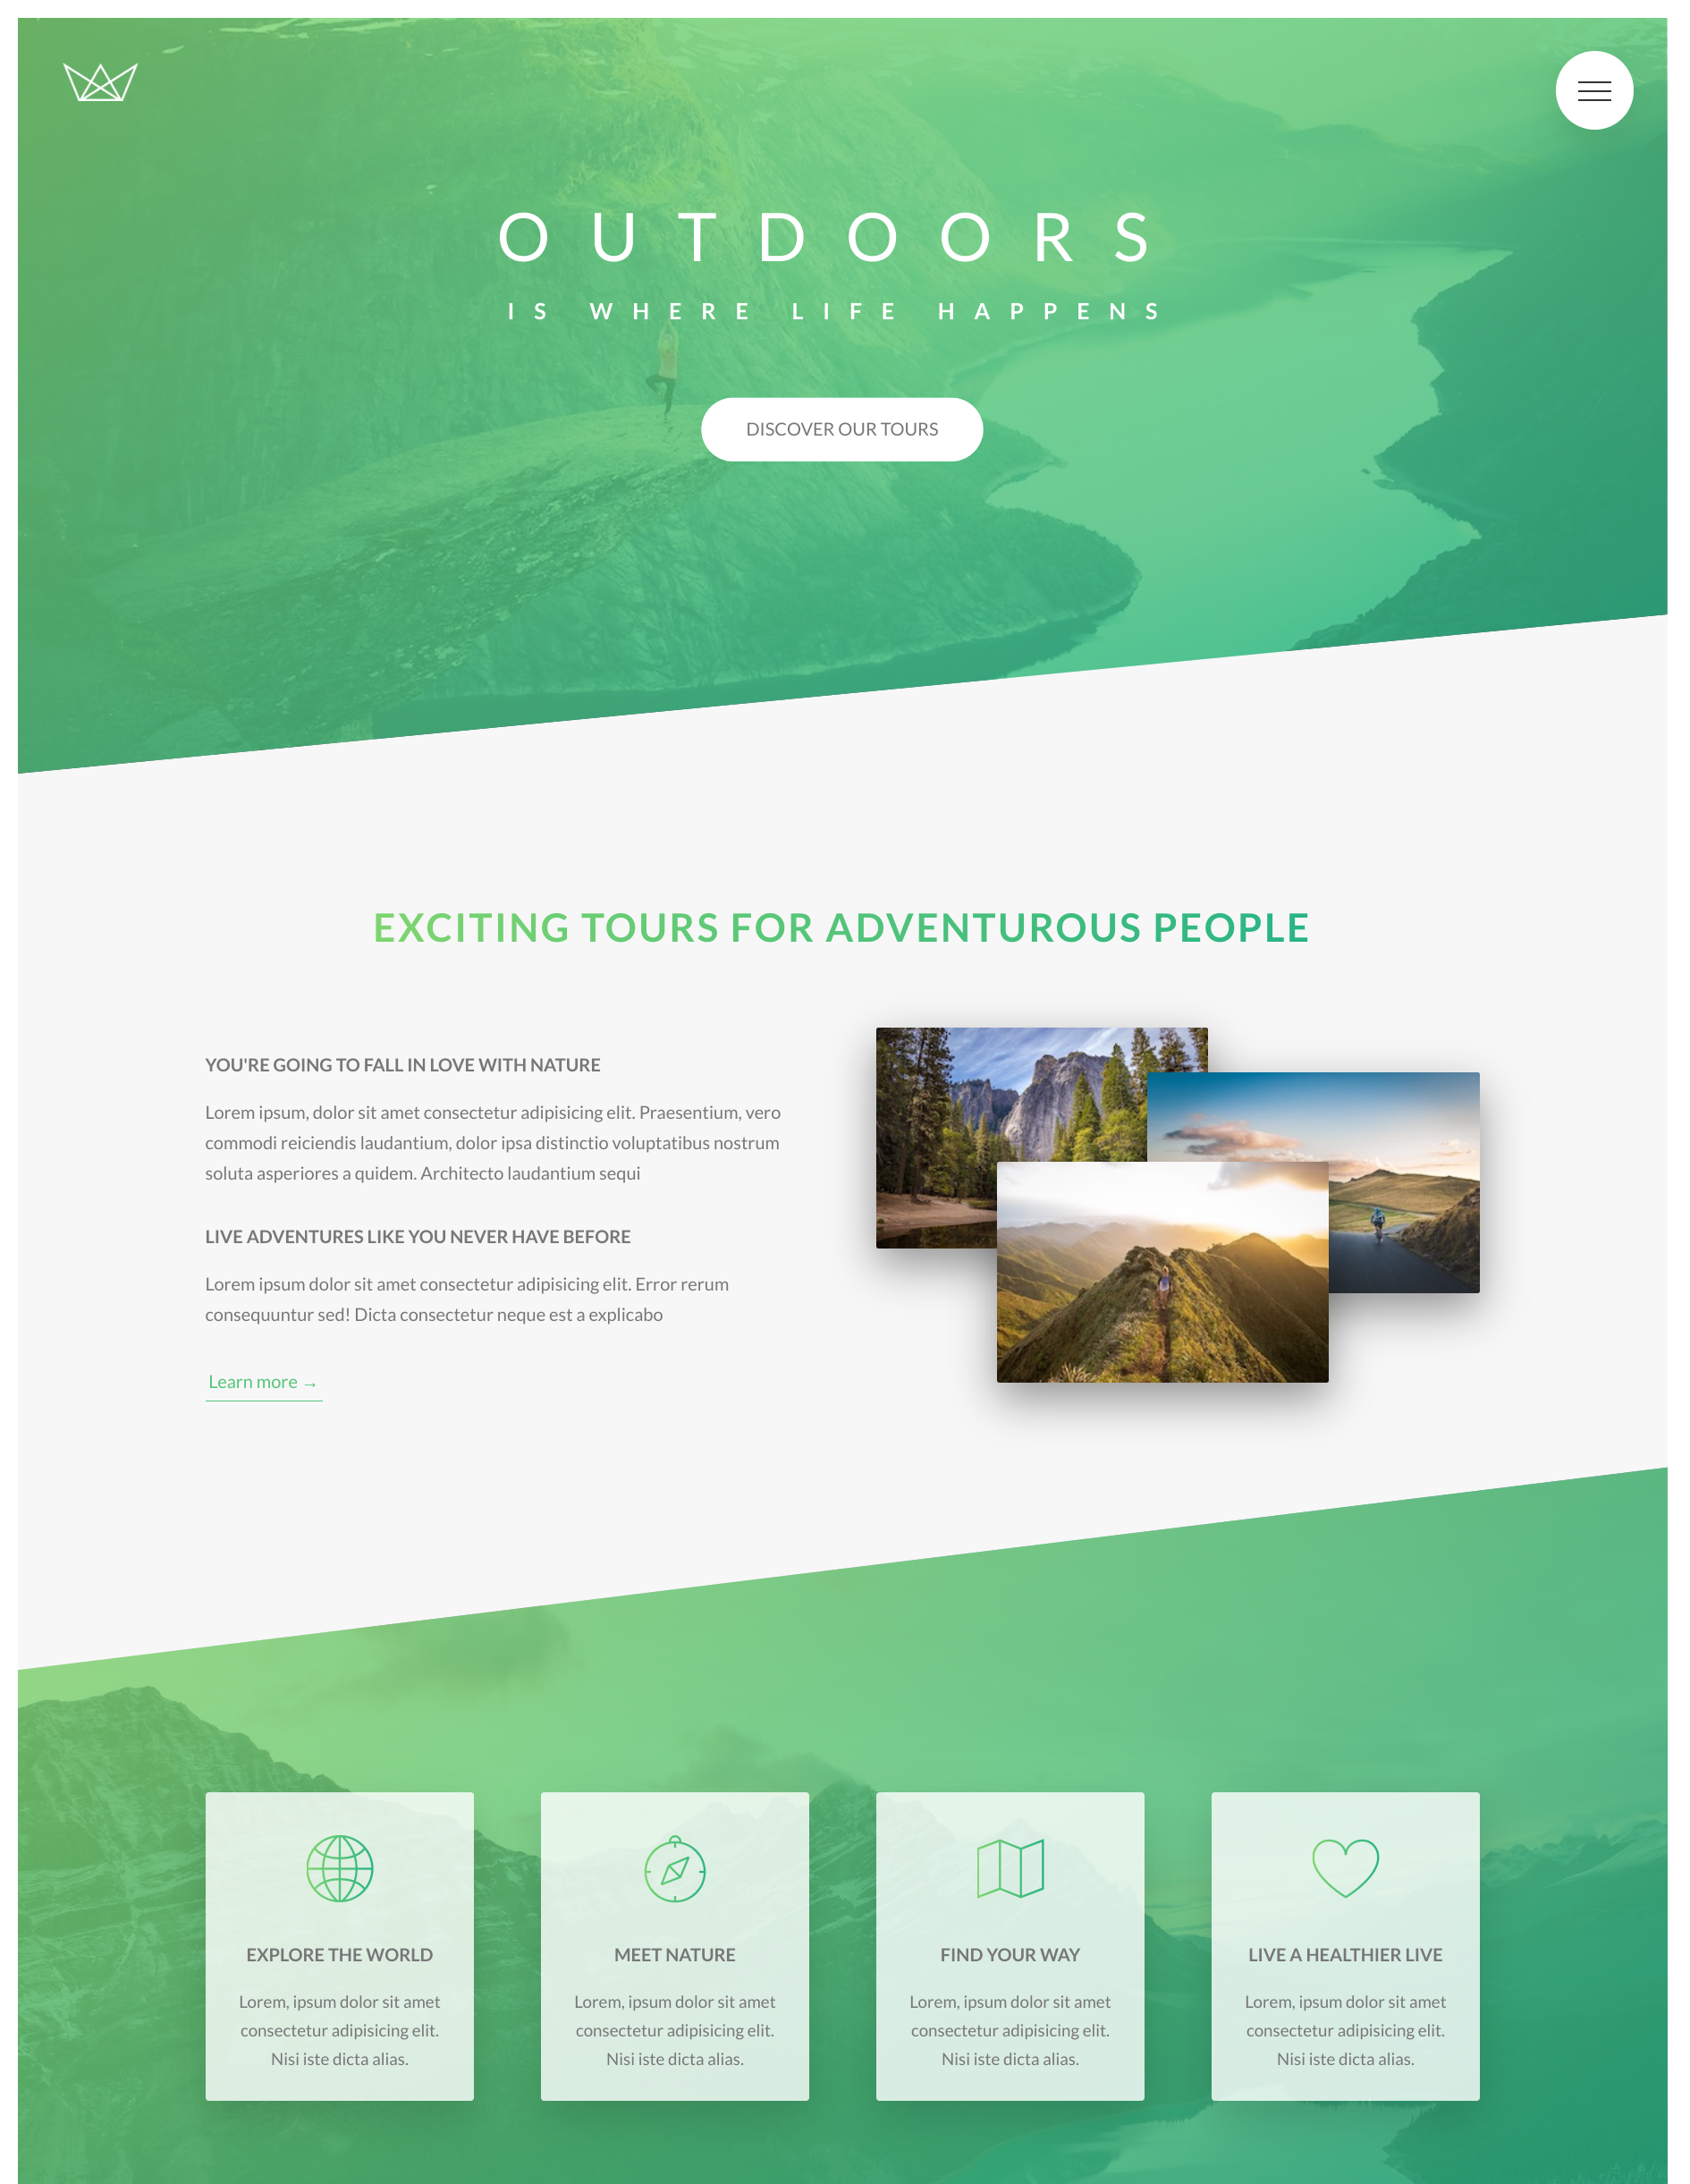 OUTDOORS
IS WHERE LIFE HAPPENS
DISCOVER OUR TOURS
EXCITING TOURS FOR ADVENTUROUS PEOPLE
YOU'RE GOING TO FALL IN LOVE WITH NATURE
Lorem ipsum, dolor sit amet consectetur adipisicing elit. Praesentium, vero
commodi reiciendis laudantium, dolor ipsa distinctio voluptatibus nostrum
soluta asperiores a quidem. Architecto laudantium sequi
LIVE ADVENTURES LIKE YOU NEVER HAVE BEFORE
Lorem ipsum dolor sit amet consectetur adipisicing elit. Error rerum
consequuntur sed! Dicta consectetur neque est a explicabo
Learn more →
EXPLORE THE WORLD
Lorem, ipsum dolor sit amet
consectetur adipisicing elit.
Nisi iste dicta alias.
MEET NATURE
Lorem, ipsum dolor sit amet
consectetur adipisicing elit.
Nisi iste dicta alias.
FIND YOUR WAY
Lorem, ipsum dolor sit amet
consectetur adipisicing elit.
Nisi iste dicta alias.
LIVE A HEALTHIER LIVE
Lorem, ipsum dolor sit amet
consectetur adipisicing elit.
Nisi iste dicta alias.